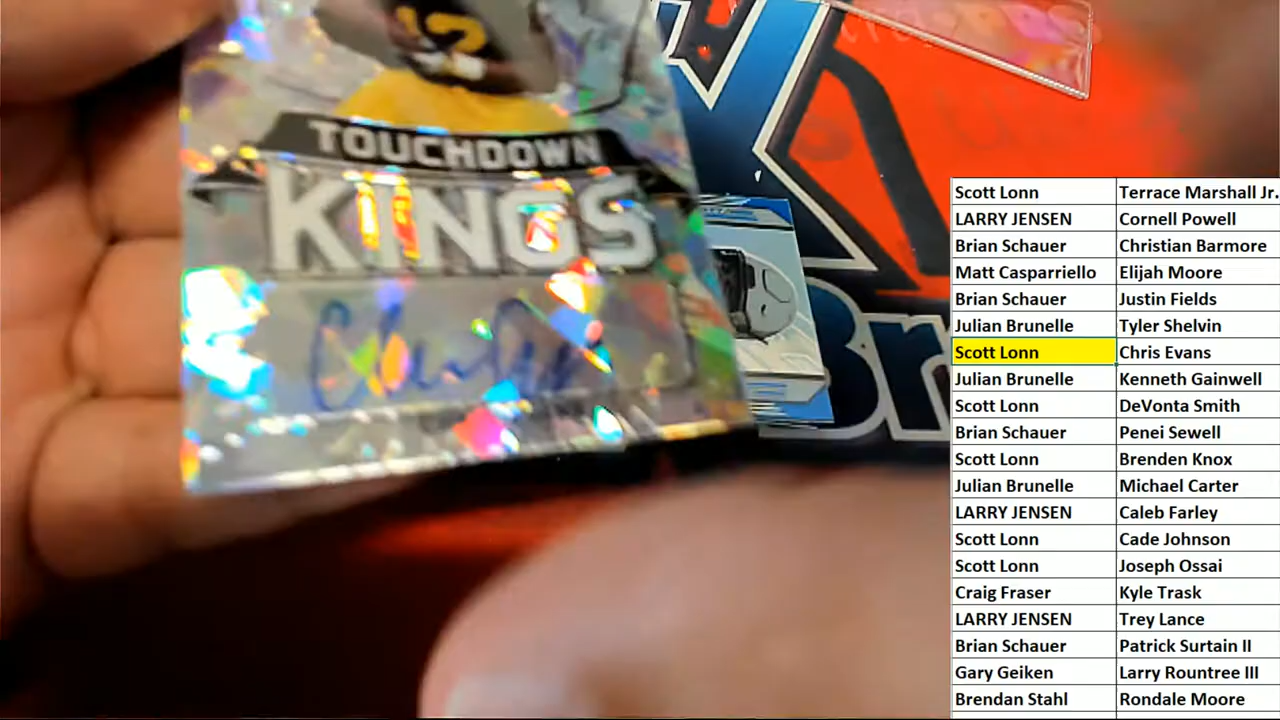 12
TOUCHDOWN
KINGS
Br
Scott Lonn Terrace Marshall Jr.
LARRY JENSEN Cornell Powell
Brian Schauer Christian Barmore
Matt Casparriello Elijah Moore
Brian Schauer Justin Fields
Julian Brunelle Tyler Shelvin
Scott Lonn Chris Evans
Julian Brunelle Kenneth Gainwell
Scott Lonn DeVonta Smith
Brian Schauer Penei Sewell
Scott Lonn Brenden Knox
Julian Brunelle Michael Carter
LARRY JENSEN Caleb Farley
Scott Lonn Cade Johnson
Scott Lonn Joseph Ossai
Craig Fraser Kyle Trask
LARRY JENSEN Trey Lance
Brian Schauer Patrick Surtain II
Gary Geiken Larry Rountree III
Brendan Stahl Rondale Moore